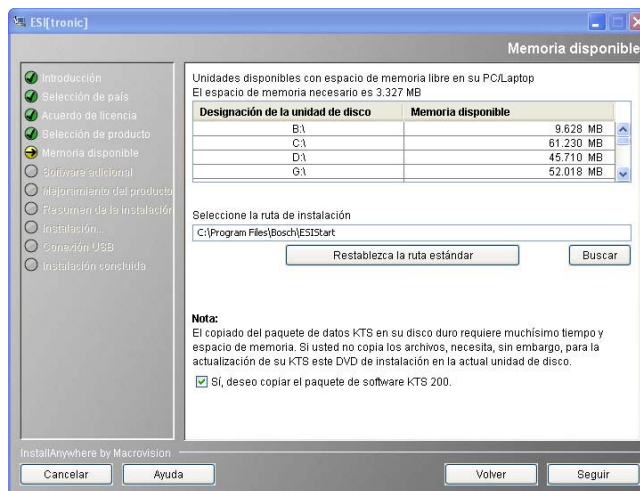 ESI[tronic]
Memoria disponible
Introducción
Selección de país
Acuerdo de licencia
Selección de producto
Memoria disponible
Software adicional
Mejoramiento del producto
Resumen de la instalación
Instalación...
Conexión USB
Instalación concluida
Unidades disponibles con espacio de memoria libre en su PC/Laptop
El espacio de memoria necesario es 3.327 MB
Designación de la unidad de disco Memoria disponible
B:\ 9.628 MB
C:\ 61.230 MB
D:\ 45.710 MB
G:\ 52.018 MB
Seleccione la ruta de instalación
C:\Program Files\Bosch\ESIStart
Restablezca la ruta estándar Buscar
Nota:
El copiado del paquete de datos KTS en su disco duro requiere muchísimo tiempo y
espacio de memoria. Si usted no copia los archivos, necesita, sin embargo, para la
actualización de su KTS este DVD de instalación en la actual unidad de disco.
Sí, deseo copiar el paquete de software KTS 200.
InstallAnywhere by Macrovision
Cancelar Ayuda Volver Seguir